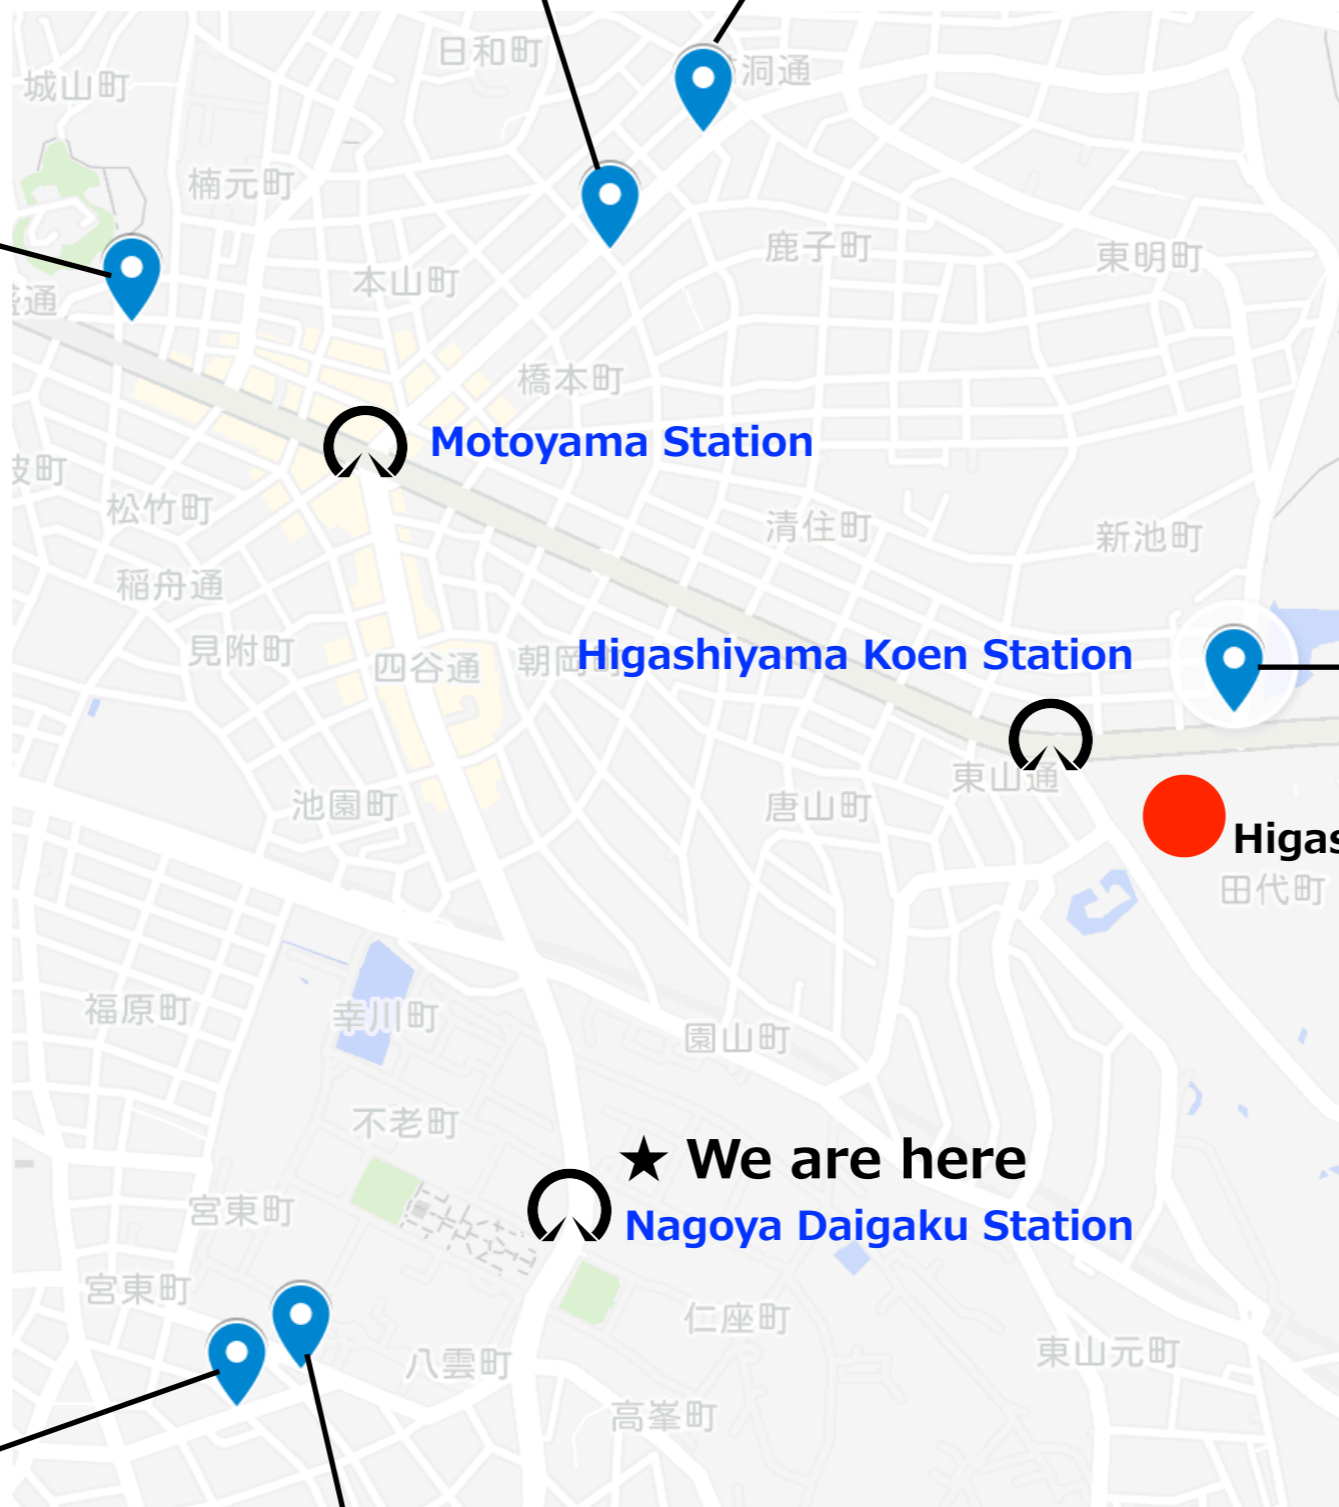 日和町
洞通
城山町
楠元町
鹿子町
東明町
本山町
盛通
橋本町
Motoyama Station
松竹町
清住町
新池町
稲舟通
見附町
四谷通
朝岡
Higashiyama Koen Station
東山通
池園町
唐山町
Higas
田代町
福原町
幸川町
園山町
不老町
★ We are here
宮東町
Nagoya Daigaku Station
宮東町
仁座町
八雲町
東山元町
高峯町